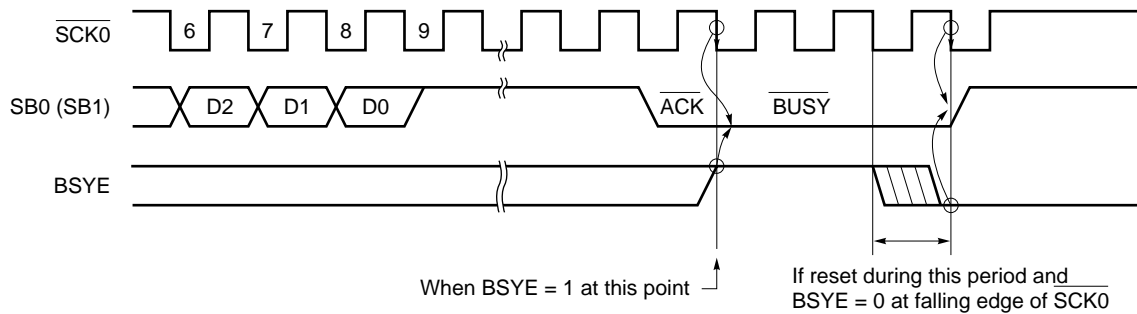 SCK0 6 7 8 9
SB0 (SB1) D2 D1 D0 ACK BUSY
BSYE
When BSYE = 1 at this point
If reset during this period and
BSYE = 0 at falling edge of SCK0